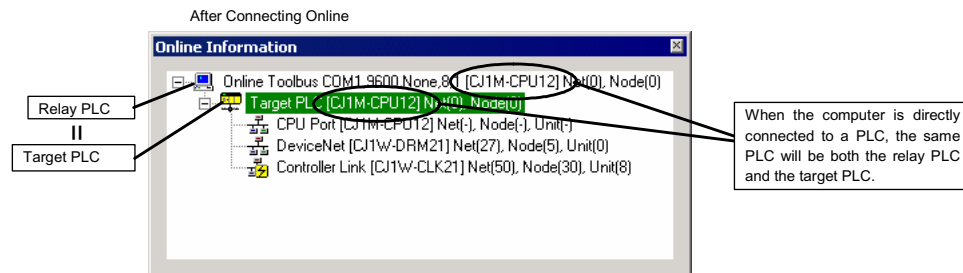 After Connecting Online
Online Information
Online Toolbus COM1 9600 None,8,1 [CJ1M-CPU12] Net(0), Node(0)
Relay PLC
Target PLC [CJ1M-CPU12] Net(0), Node(0)
CPU Port [CJ1M-CPU12] Net(-), Node(-), Unit(-)
Target PLC
DeviceNet [CJ1W-DRM21] Net(27), Node(5), Unit(0)
Controller Link [CJ1W-CLK21] Net(50), Node(30), Unit(8)
When the computer is directly
connected to a PLC, the same
PLC will be both the relay PLC
and the target PLC.